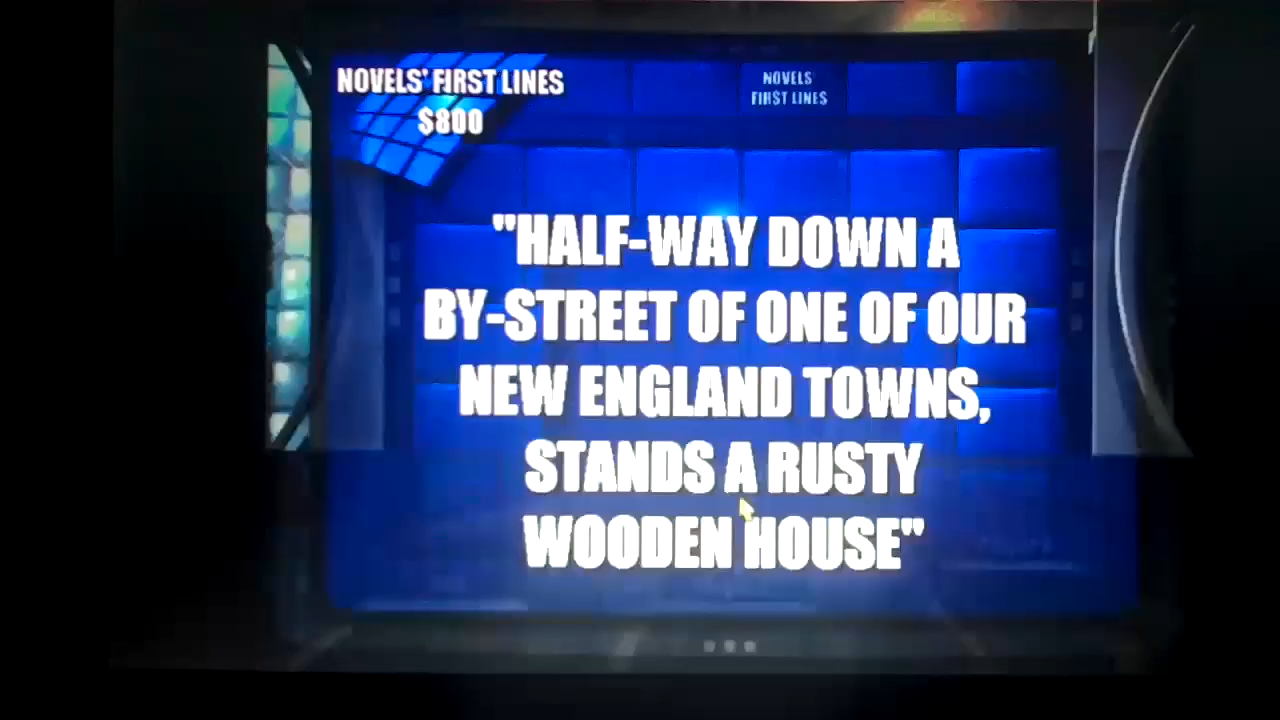 NOVELS' FIRST LINES
$800
NOVELS'
FIRST LINES
"HALF-WAY DOWN A
BY-STREET OF ONE OF OUR
NEW ENGLAND TOWNS,
STANDS A RUSTY
WOODEN HOUSE"